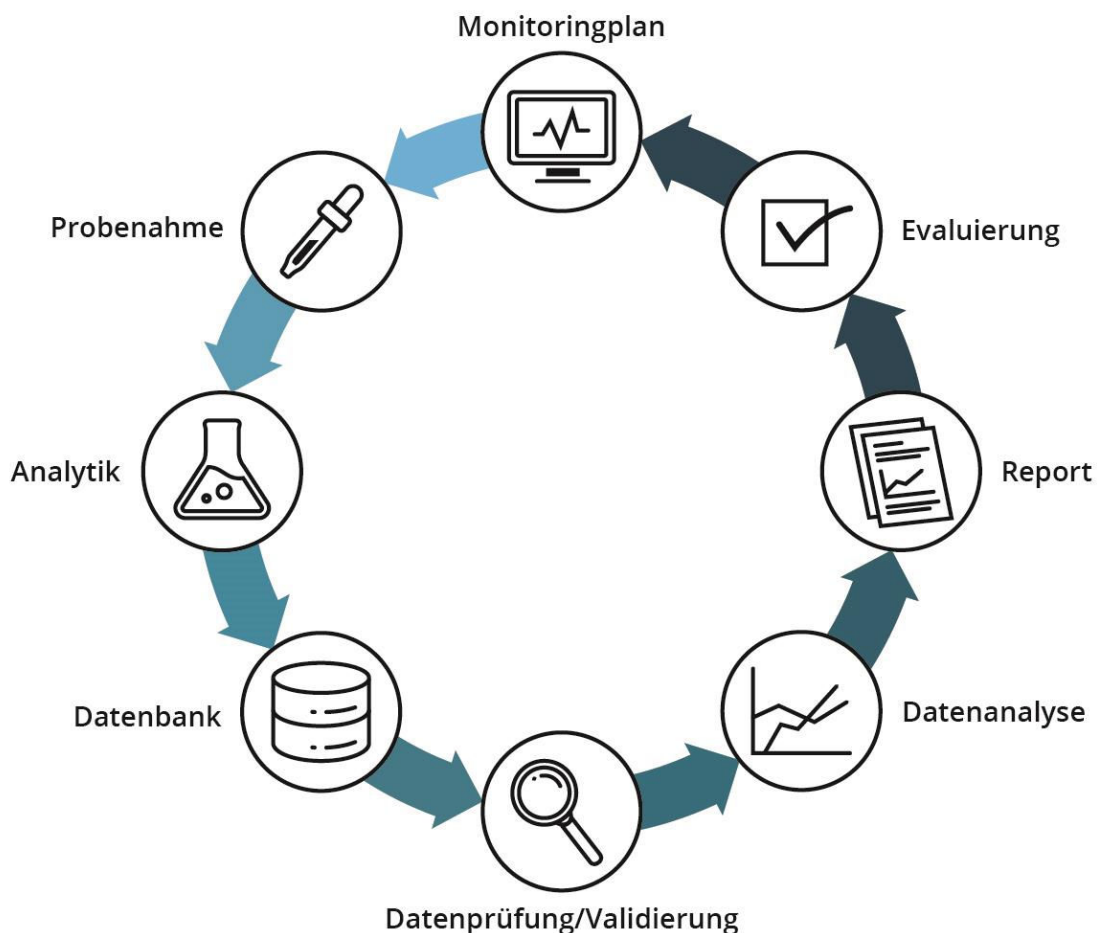 Monitoringplan
Probenahme
Analytik
Datenbank
Datenprüfung/Validierung
Datenanalyse
Report
Evaluierung